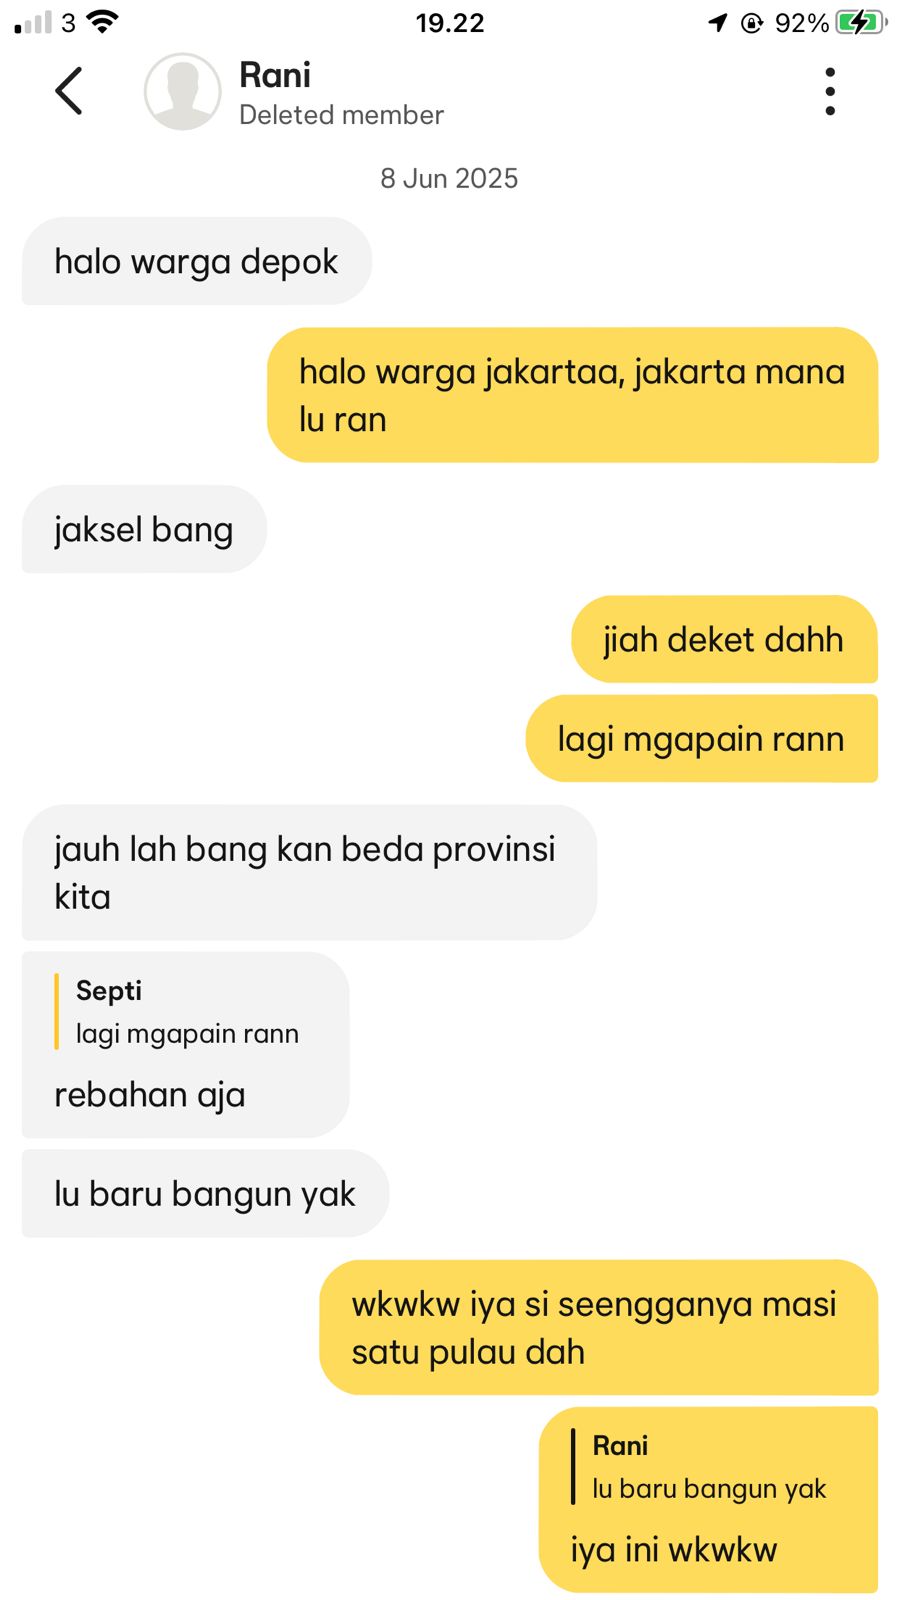 3 19.22 92%
Rani
Deleted member
8 Jun 2025
halo warga depok
halo warga jakartaa, jakarta mana
lu ran
jaksel bang
jiah deket dahh
lagi mgapain rann
jauh lah bang kan beda provinsi
kita
Septi
lagi mgapain rann
rebahan aja
lu baru bangun yak
wkwkw iya si seengganya masi
satu pulau dah
Rani
lu baru bangun yak
iya ini wkwkw